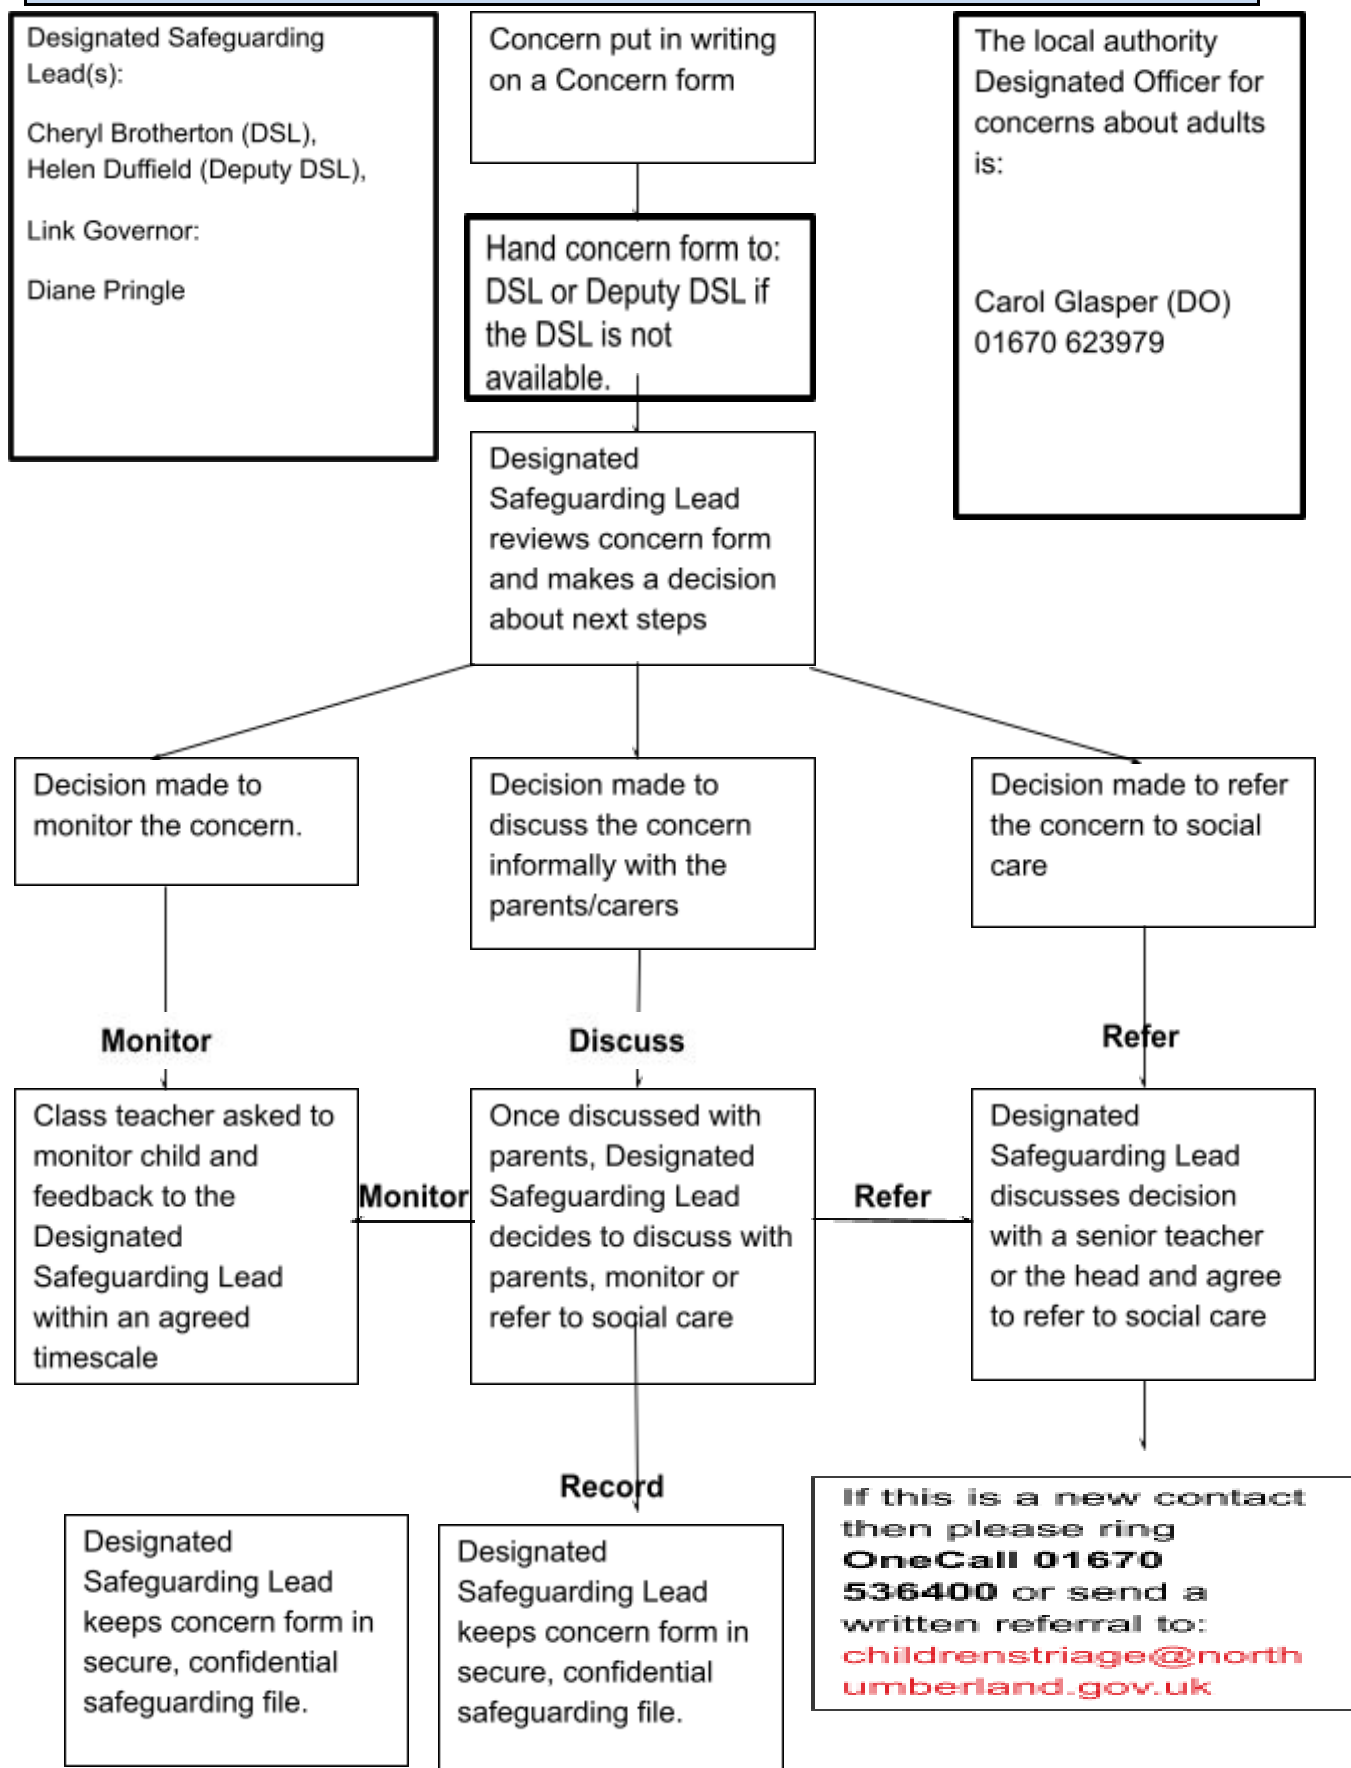 Designated Safeguarding
Lead(s):
Cheryl Brotherton (DSL),
Helen Duffield (Deputy DSL),
Link Governor:
Diane Pringle
Concern put in writing
on a Concern form
The local authority
Designated Officer for
concerns about adults
is:
Carol Glasper (DO)
01670 623979
Hand concern form to:
DSL or Deputy DSL if
the DSL is not
available.
Designated
Safeguarding Lead
reviews concern form
and makes a decision
about next steps
Decision made to
monitor the concern.
Decision made to
discuss the concern
informally with the
parents/carers
Decision made to refer
the concern to social
care
Monitor
Discuss
Refer
Class teacher asked to
monitor child and
feedback to the
Designated
Safeguarding Lead
within an agreed
timescale
Monitor
Once discussed with
parents, Designated
Safeguarding Lead
decides to discuss with
parents, monitor or
refer to social care
Refer
Designated
Safeguarding Lead
discusses decision
with a senior teacher
or the head and agree
to refer to social care
Record
Designated
Safeguarding Lead
keeps concern form in
secure, confidential
safeguarding file.
Designated
Safeguarding Lead
keeps concern form in
secure, confidential
safeguarding file.
If this is a new contact
then please ring
OneCall 01670
536400 or send a
written referral to:
childrenstriage@north
umberland.gov.uk